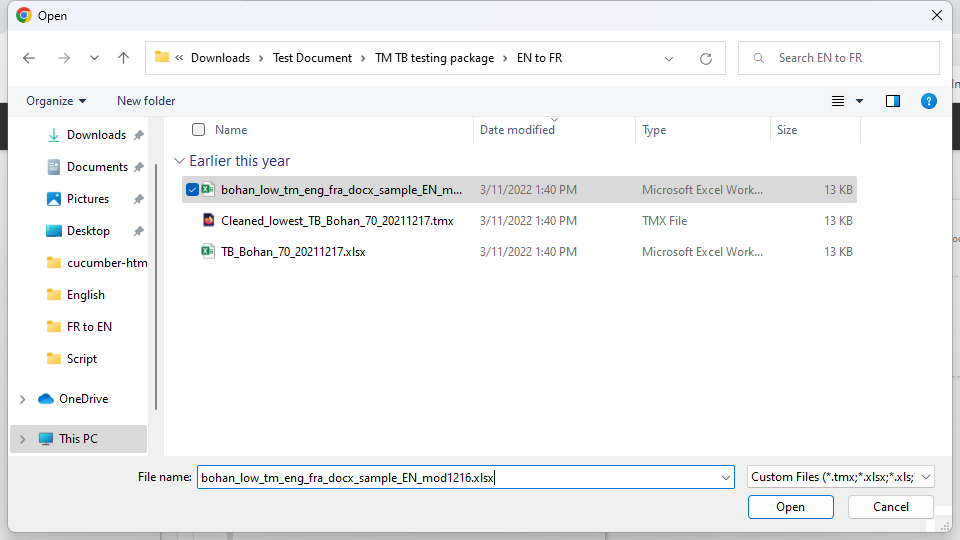 Open
Downloads
Test Document
TM TB testing package
EN to FR
Search EN to FR
Organize
New folder
Name
Date modified
Type
Size
Downloads
Documents
Pictures
Desktop
cucumber-htm
English
FR to EN
Script
OneDrive
This PC
Earlier this year
bohan_low_tm_eng_fra_docx_sample_EN_m... 3/11/2022 1:40 PM Microsoft Excel Work... 13 KB
Cleaned_lowest_TB_Bohan_70_20211217.tmx 3/11/2022 1:40 PM TMX File 13 KB
TB_Bohan_70_20211217.xlsx 3/11/2022 1:40 PM Microsoft Excel Work... 13 KB
File name: bohan_low_tm_eng_fra_docx_sample_EN_mod1216.xlsx
Custom Files (*.tmx;*.xlsx;*.xls;
Open
Cancel